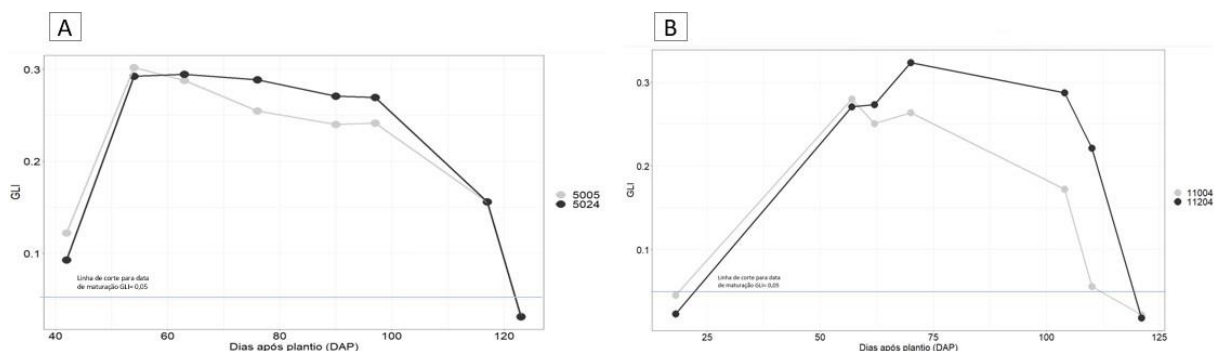 A
0.3
0.2
0.1
GLI
Linha de corte para data
de maturação GLI= 0,05
40
60
80
100
120
Dias após plantio (DAP)
5005
5024
B
0.3
0.2
0.1
GLI
Linha de corte para data
de maturação GLI= 0,05
25
50
75
100
125
Dias após plantio (DAP)
11004
11204